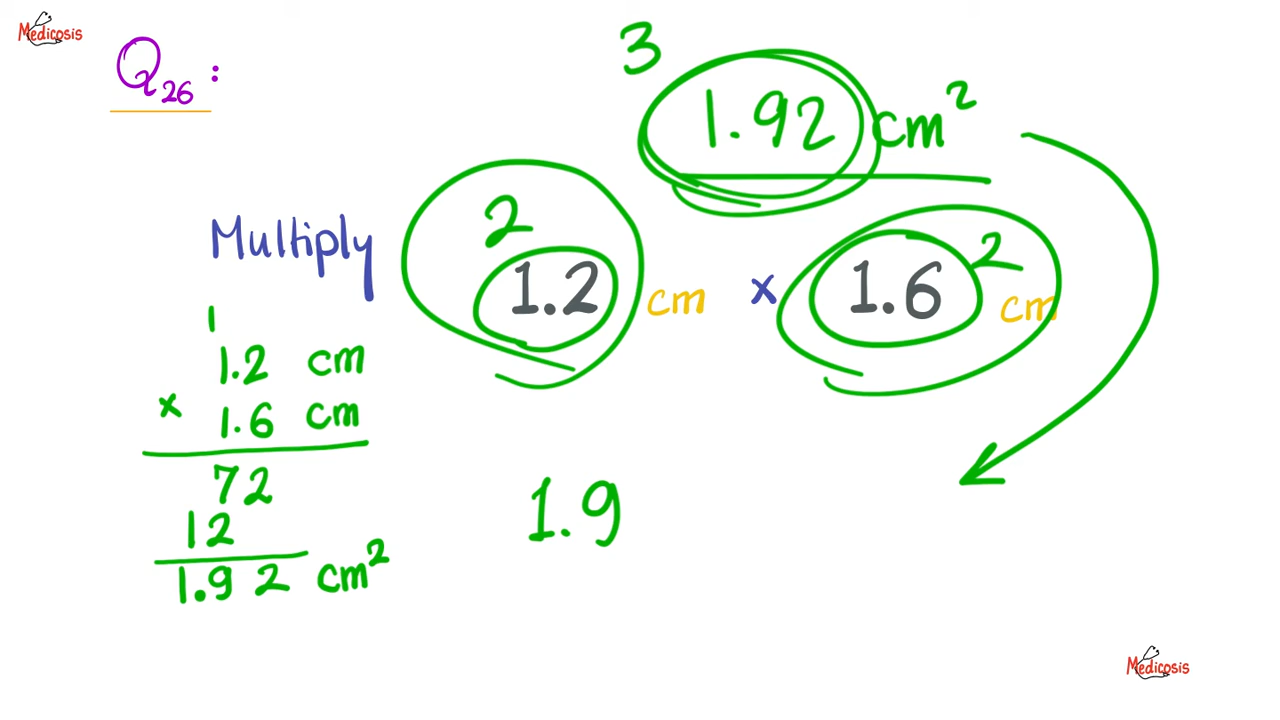 Medicosis
Q26:
3
1.92 cm²
Multiply 1.2 cm x 1.6 cm
2 2
1
1.2 cm
x 1.6 cm
72
12
1.92 cm²
1.9
Medicosis